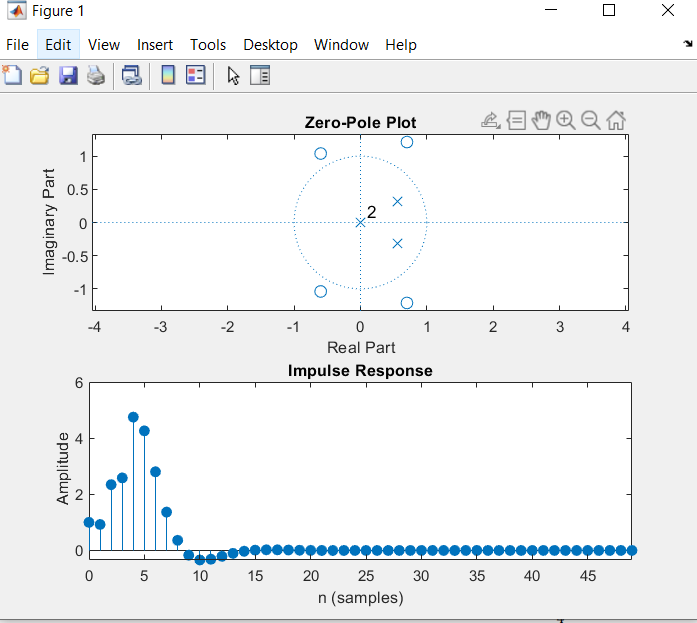 Figure 1
File Edit View Insert Tools Desktop Window Help
Zero-Pole Plot
Imaginary Part
1
0.5
0
-0.5
-1
2
-4 -3 -2 -1 0 1 2 3 4
Real Part
Impulse Response
Amplitude
6
4
2
0
0 5 10 15 20 25 30 35 40 45
n (samples)